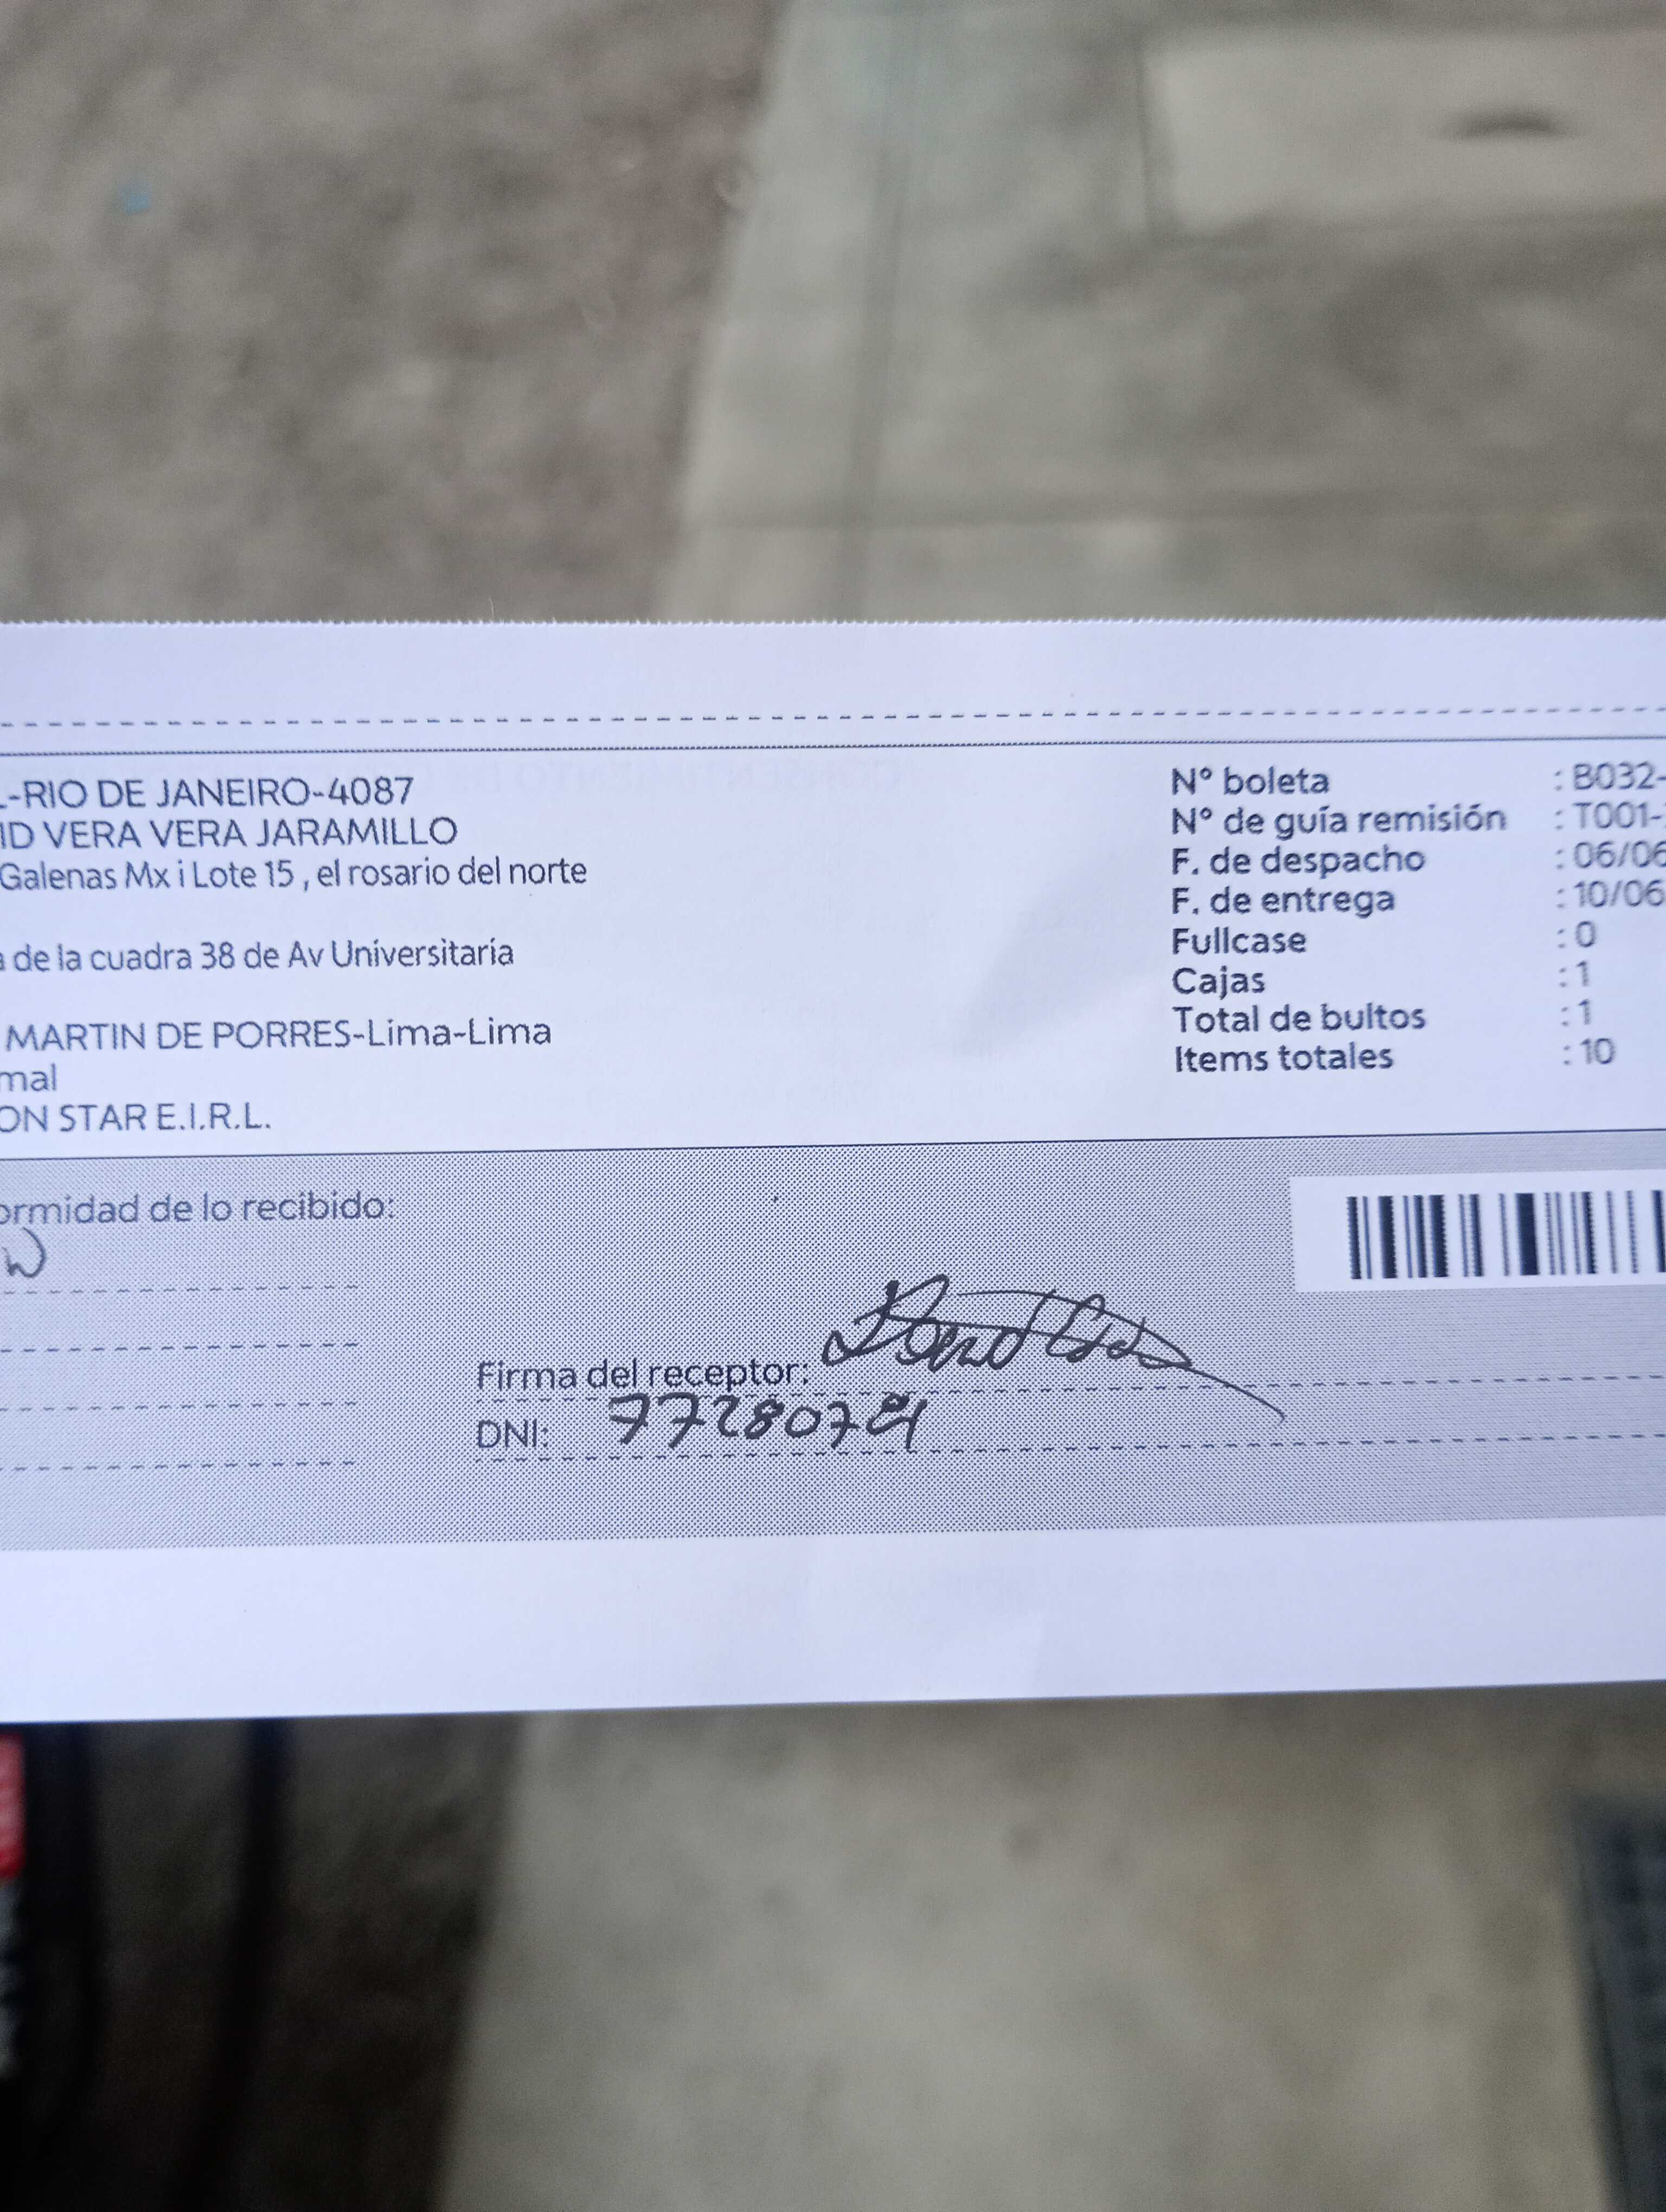 -RIO DE JANEIRO-4087
ID VERA VERA JARAMILLO
Galenas Mx i Lote 15 , el rosario del norte
de la cuadra 38 de Av Universitaria
MARTIN DE PORRES-Lima-Lima
mal
ON STAR E.I.R.L.
N° boleta : B032-
N° de guía remisión : T001-
F. de despacho : 06/06
F. de entrega : 10/06
Fullcase : 0
Cajas : 1
Total de bultos : 1
Items totales : 10
ormidad de lo recibido:
Firma del receptor:
DNI: